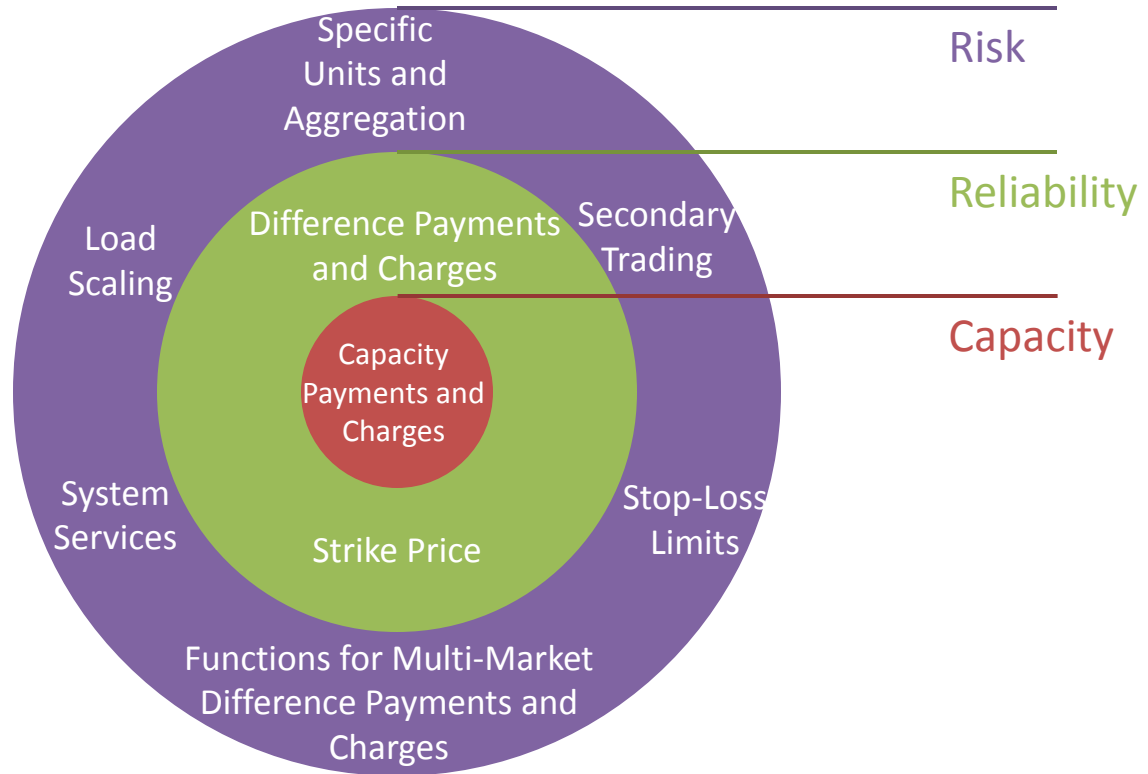 Specific
Units and
Aggregation
Risk
Reliability
Difference Payments
and Charges
Secondary
Trading
Load
Scaling
Capacity
Capacity
Payments and
Charges
System
Services
Stop-Loss
Limits
Strike Price
Functions for Multi-Market
Difference Payments and
Charges